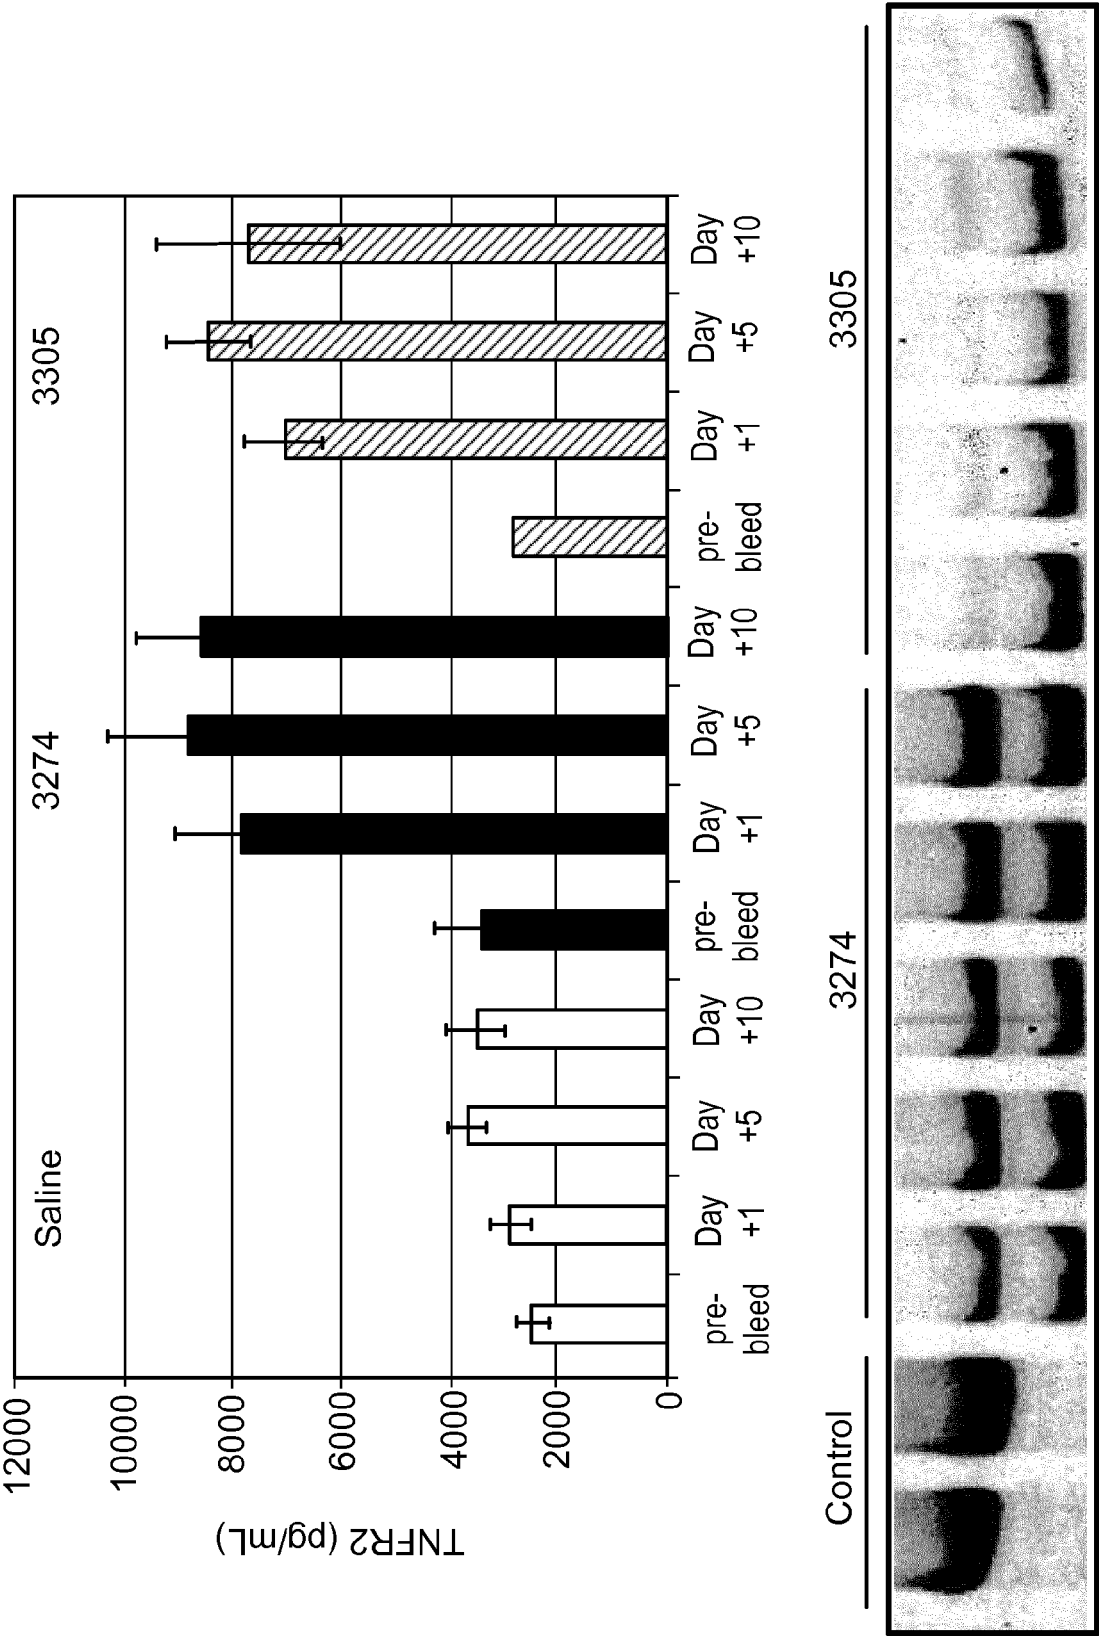 Saline 3274 3305
12000
10000
8000
6000
4000
2000
0
TNFR2 (pg/mL)
pre-bleed
Day +1
Day +5
Day +10
pre-bleed
Day +1
Day +5
Day +10
pre-bleed
Day +1
Day +5
Day +10
Control 3274 3305